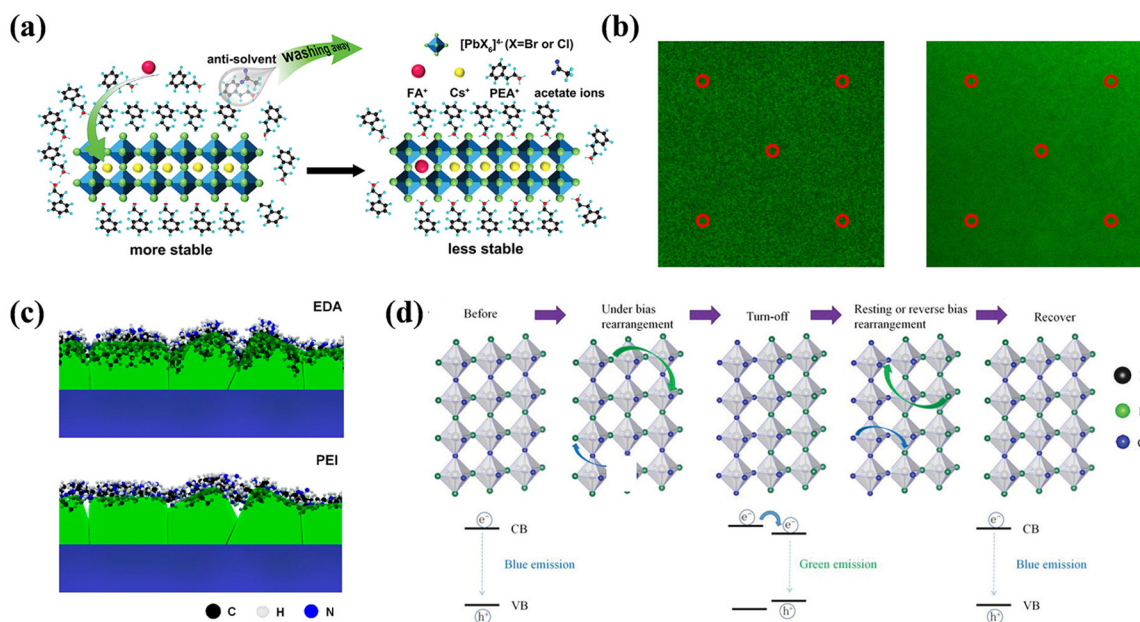 (a)
anti-solvent
Washing away
[PbX₆]⁴⁻ (X=Br or Cl)
FA⁺ Cs⁺ PEA⁺ acetate ions
more stable
less stable
(b)
(c)
EDA
PEI
C H N
(d)
Before
Under bias
rearrangement
Turn-off
Resting or reverse bias
rearrangement
Recover
e⁻ CB
Blue emission
h⁺ VB
e⁻ e⁻
Green emission
h⁺
e⁻ CB
Blue emission
h⁺ VB